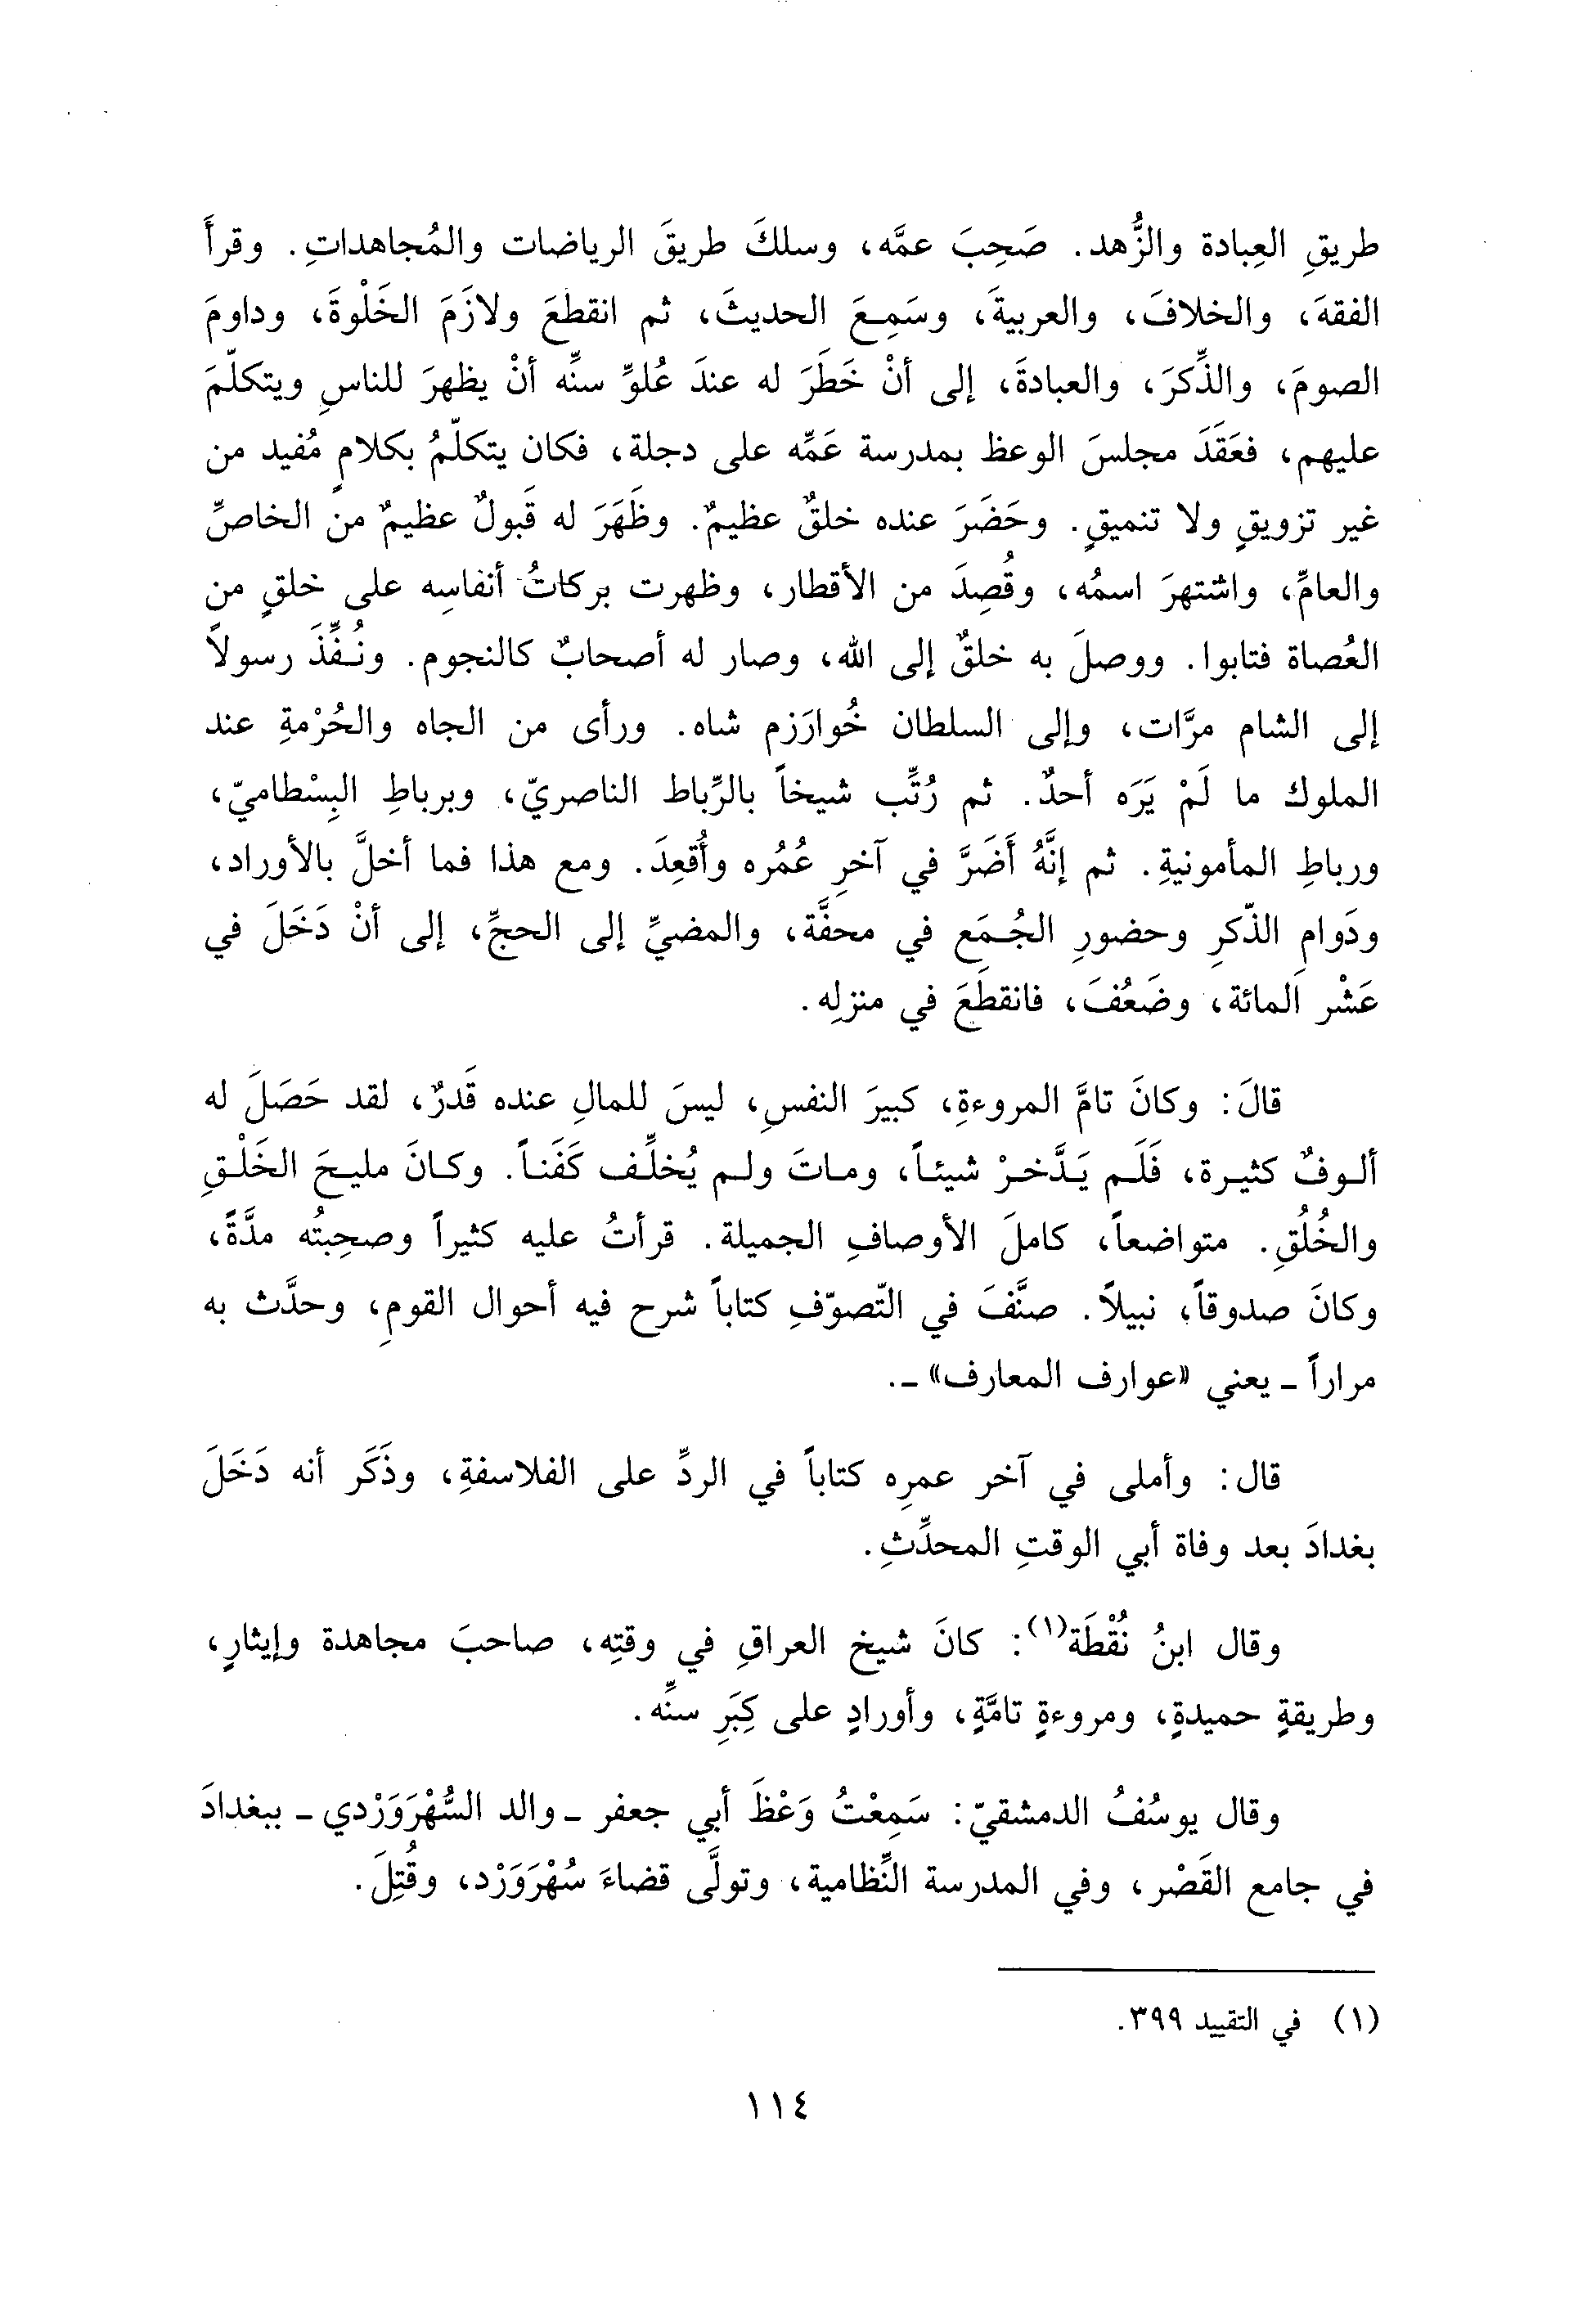 طريقِ العِبادة والزُّهد. صَحِبَ عمَّه، وسلكَ طريقَ الرياضات والمُجاهداتِ. وقرأَ
الفقهَ، والخلافَ، والعربيةَ، وسَمِعَ الحديثَ، ثم انقطعَ ولازَمَ الخَلْوةَ، وداومَ
الصومَ، والذِّكرَ، والعبادةَ، إلى أنْ خَطَرَ له عندَ عُلوِّ سنِّه أنْ يظهرَ للناسِ ويتكلّمَ
عليهم، فعَقَدَ مجلسَ الوعظ بمدرسة عَمِّه على دجلة، فكان يتكلّمُ بكلامٍ مُفيد من
غير تزويقٍ ولا تنميقٍ. وحَضَرَ عنده خلقٌ عظيمٌ. وظَهَرَ له قَبولٌ عظيمٌ من الخاصِّ
والعامِّ، واشتهرَ اسمُه، وقُصِدَ من الأقطار، وظهرت بركاتُ أنفاسِه على خلقٍ من
العُصاة فتابوا. ووصلَ به خلقٌ إلى الله، وصار له أصحابٌ كالنجوم. ونُفِّذَ رسولاً
إلى الشام مرَّات، وإلى السلطان خُوارَزم شاه. ورأى من الجاه والحُرْمةِ عند
الملوك ما لَمْ يَرَه أحدٌ. ثم رُتِّب شيخاً بالرِّباط الناصريّ، وبرباطِ البِسْطاميّ،
ورباطِ المأمونيةِ. ثم إنَّهُ أَضَرَّ في آخرِ عُمُره وأُقعِدَ. ومع هذا فما أخلَّ بالأوراد،
ودَوامِ الذّكرِ وحضورِ الجُمَع في محفَّة، والمضيِّ إلى الحجِّ، إلى أنْ دَخَلَ في
عَشْر المائة، وضَعُفَ، فانقطَعَ في منزلِه.
قالَ: وكانَ تامَّ المروءةِ، كبيرَ النفسِ، ليسَ للمالِ عنده قَدرٌ، لقد حَصَلَ له
ألوفٌ كثيرة، فَلَم يَدَّخرْ شيئاً، وماتَ ولم يُخلِّف كَفَناً. وكانَ مليحَ الخَلْقِ
والخُلُقِ. متواضعاً، كاملَ الأوصافِ الجميلة. قرأتُ عليه كثيراً وصحِبتُه مدَّةً،
وكانَ صدوقاً، نبيلاً. صنَّفَ في التّصوّفِ كتاباً شرح فيه أحوال القومِ، وحدَّث به
مراراً ـ يعني «عوارف المعارف» ـ.
قال: وأملى في آخر عمرِه كتاباً في الردِّ على الفلاسفةِ، وذَكَر أنه دَخَلَ
بغدادَ بعد وفاة أبي الوقتِ المحدِّثِ.
وقال ابنُ نُقْطَة(١): كانَ شيخ العراقِ في وقتِه، صاحبَ مجاهدة وإيثارٍ،
وطريقةٍ حميدةٍ، ومروءةٍ تامَّةٍ، وأورادٍ على كِبَرِ سنِّه.
وقال يوسُفُ الدمشقيّ: سَمِعْتُ وَعْظَ أبي جعفر ـ والد السُّهْرَوَرْدي ـ ببغدادَ
في جامع القَصْر، وفي المدرسة النِّظامية، وتولَّى قضاءَ سُهْرَوَرْد، وقُتِلَ.
(١) في التقييد ٣٩٩.
١١٤